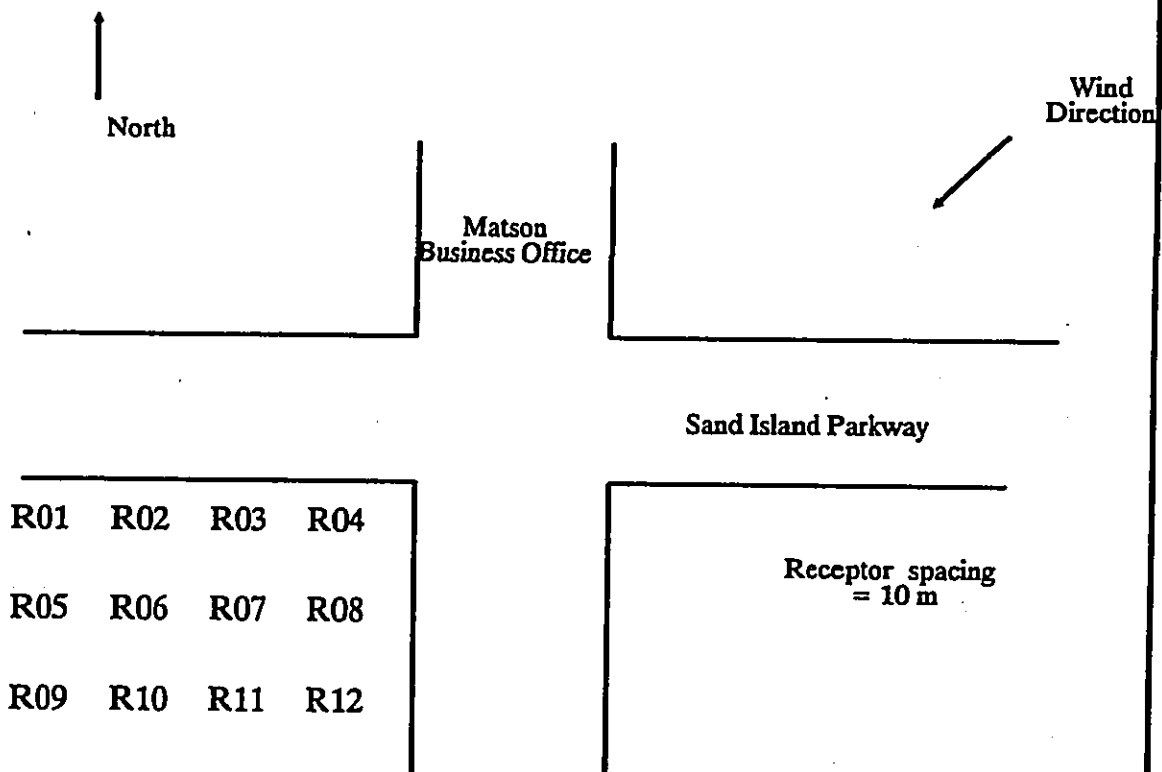 North
Wind
Direction
Matson
Business Office
Sand Island Parkway
R01 R02 R03 R04
Receptor spacing
= 10 m
R05 R06 R07 R08
R09 R10 R11 R12